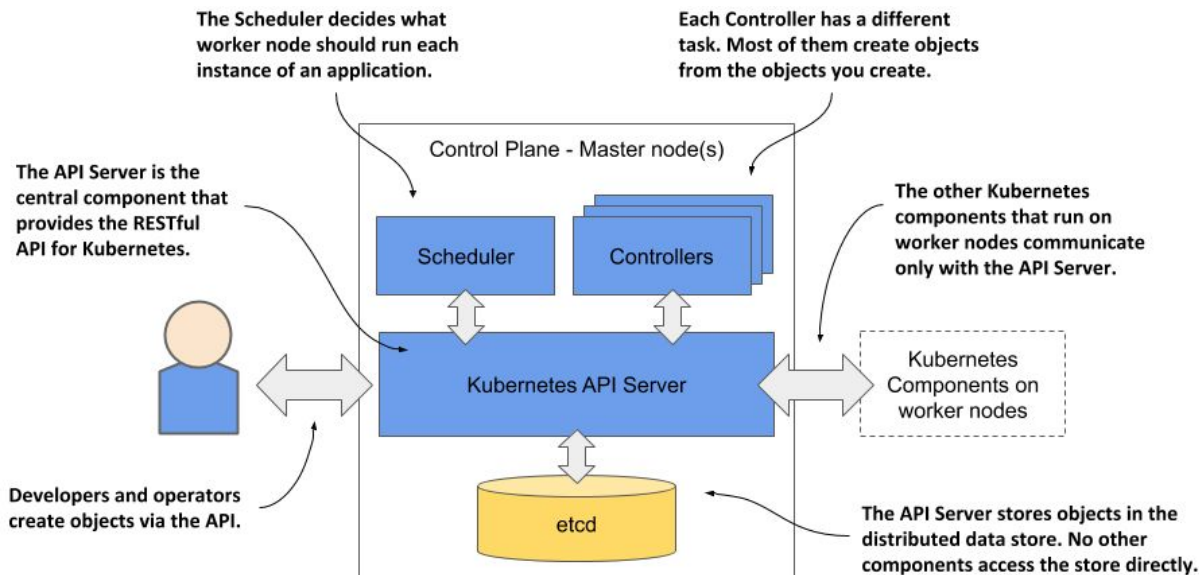 The Scheduler decides what
worker node should run each
instance of an application.
Each Controller has a different
task. Most of them create objects
from the objects you create.
Control Plane - Master node(s)
The API Server is the
central component that
provides the RESTful
API for Kubernetes.
Scheduler
Controllers
The other Kubernetes
components that run on
worker nodes communicate
only with the API Server.
Kubernetes API Server
Kubernetes
Components on
worker nodes
Developers and operators
create objects via the API.
etcd
The API Server stores objects in the
distributed data store. No other
components access the store directly.